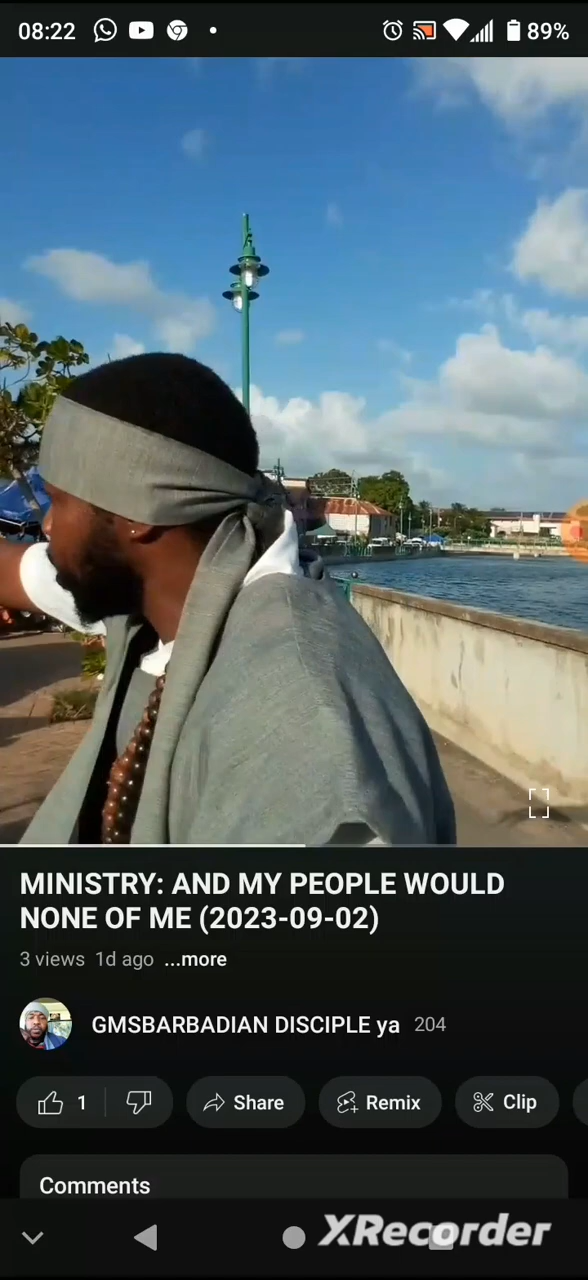 08:22
89%
MINISTRY: AND MY PEOPLE WOULD
NONE OF ME (2023-09-02)
3 views 1d ago ...more
GMSBARBADIAN DISCIPLE ya 204
1
Share
Remix
Clip
Comments
XRecorder